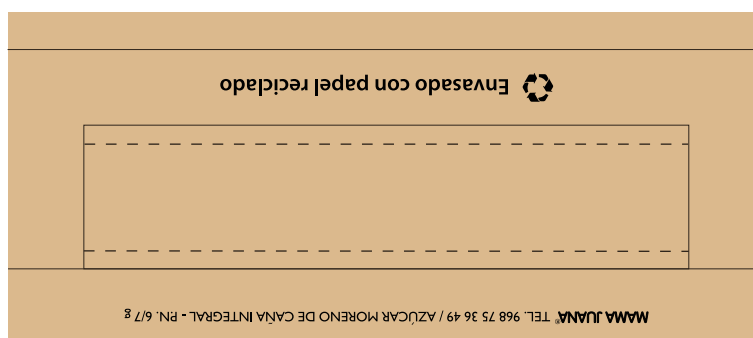 MAMA JUANA® TEL. 968 75 36 49 / AZÚCAR MORENO DE CAÑA INTEGRAL - P.N. 6/7 g
Envasado con papel reciclado